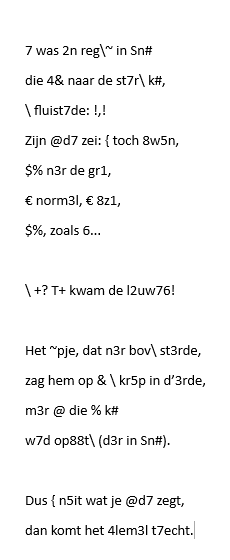 7 was 2n reg\~ in Sn#
die 4& naar de st7r\ k#,
\ fluist7de: !,!
Zijn @d7 zei: { toch 8w5n,
$% n3r de gr1,
€ norm3l, € 8z1,
$%, zoals 6...
\ +? T+ kwam de l2uw76!
Het ~pje, dat n3r bov\ st3rde,
zag hem op & \ kr5p in d’3rde,
m3r @ die % k#
w7d op88t\ (d3r in Sn#).
Dus { n5it wat je @d7 zegt,
dan komt het 4lem3l t7echt.